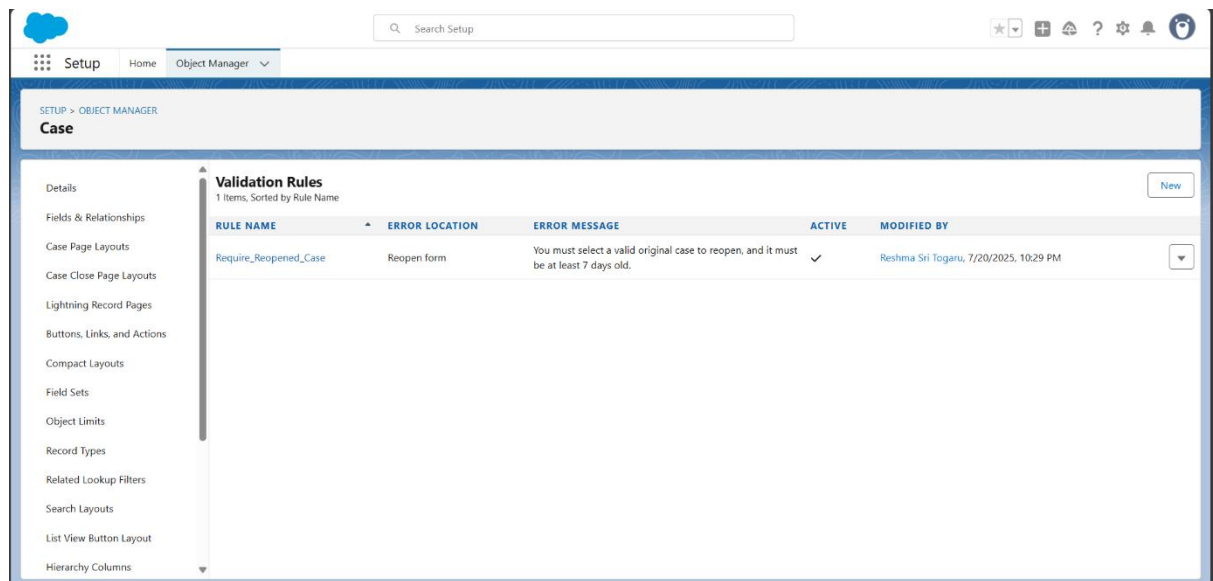 Search Setup
Setup Home Object Manager
SETUP > OBJECT MANAGER
Case
Details
Fields & Relationships
Case Page Layouts
Case Close Page Layouts
Lightning Record Pages
Buttons, Links, and Actions
Compact Layouts
Field Sets
Object Limits
Record Types
Related Lookup Filters
Search Layouts
List View Button Layout
Hierarchy Columns
Validation Rules
1 Items, Sorted by Rule Name
New
RULE NAME ERROR LOCATION ERROR MESSAGE ACTIVE MODIFIED BY
Require_Reopened_Case Reopen form You must select a valid original case to reopen, and it must
be at least 7 days old. Reshma Sri Togaru, 7/20/2025, 10:29 PM